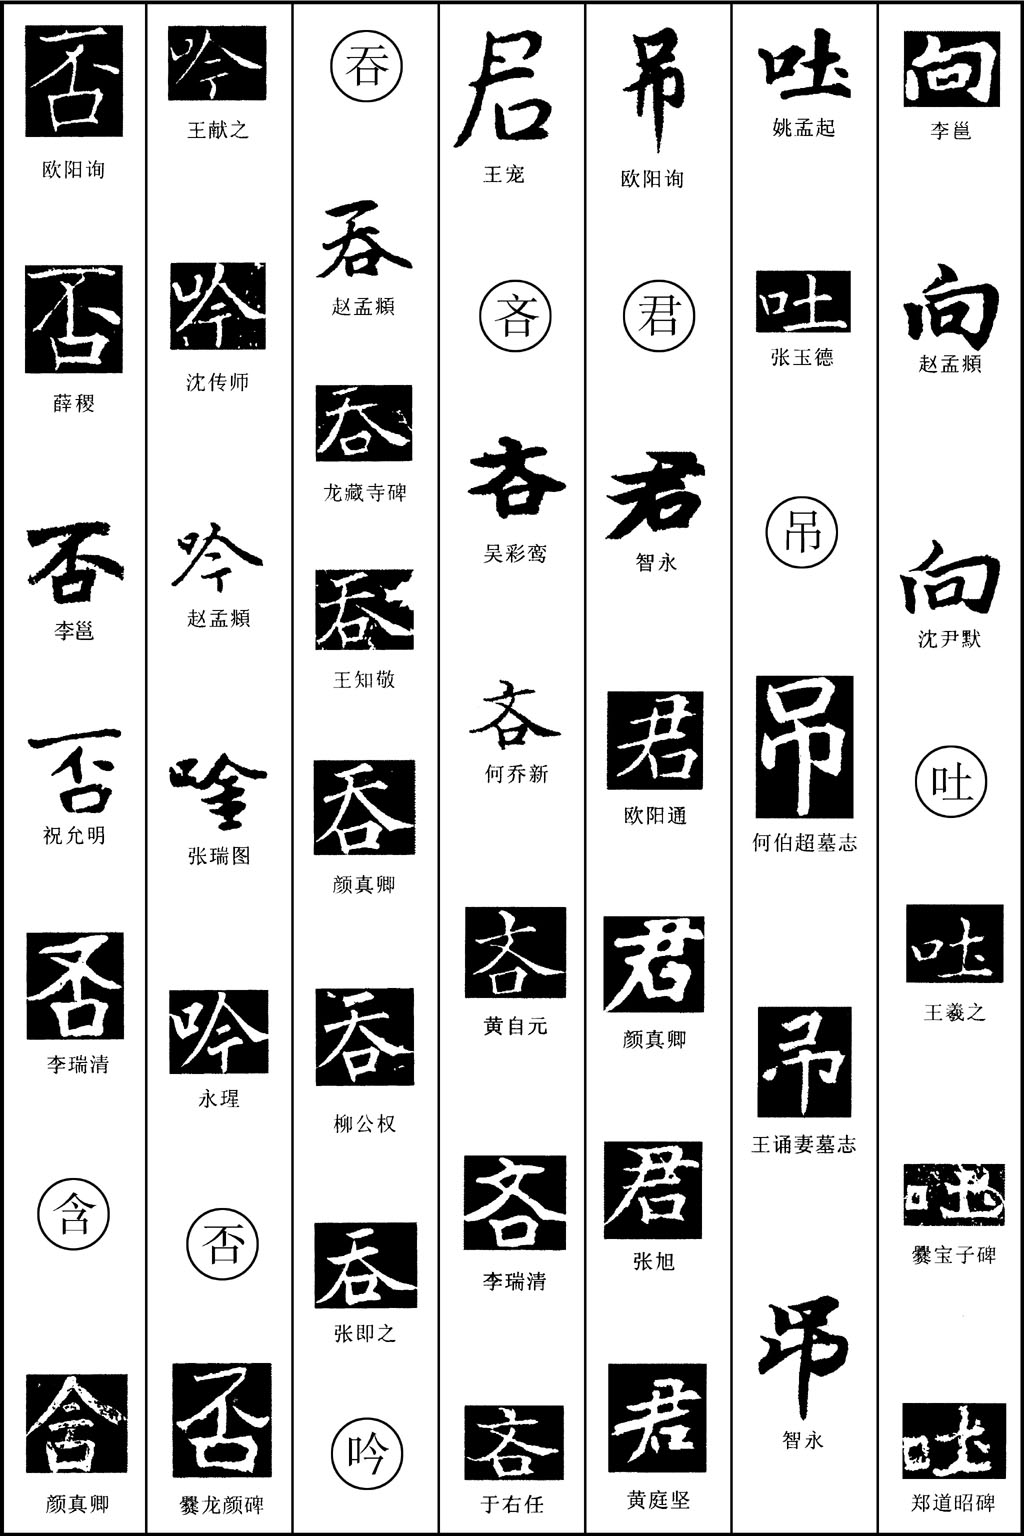 向
李邕
向
赵孟頫
向
沈尹默
吐
吐
王羲之
吐
爨宝子碑
吐
郑道昭碑
吐
姚孟起
吐
张玉德
吊
吊
何伯超墓志
吊
王诵妻墓志
吊
智永
吊
欧阳询
君
君
智永
君
欧阳通
君
颜真卿
君
张旭
君
黄庭坚
君
王宠
吝
吝
吴彩鸾
吝
何乔新
吝
黄自元
吝
李瑞清
吝
于右任
吞
吞
赵孟頫
吞
龙藏寺碑
吞
王知敬
吞
颜真卿
吞
柳公权
吞
张即之
吟
吟
王献之
吟
沈传师
吟
赵孟頫
唫
张瑞图
吟
永瑆
否
否
爨龙颜碑
否
欧阳询
否
薛稷
否
李邕
否
祝允明
否
李瑞清
含
含
颜真卿